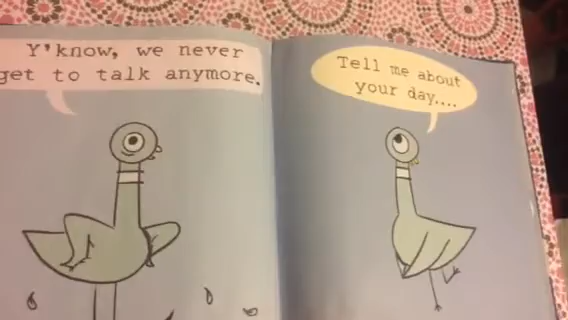 Y'know, we never
get to talk anymore.
Tell me about
your day....